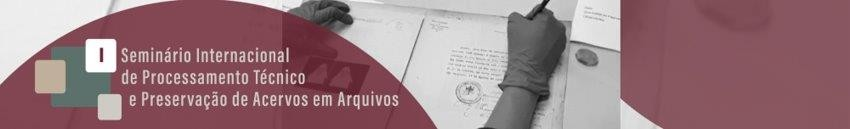 I Seminário Internacional
de Processamento Técnico
e Preservação de Acervos em Arquivos